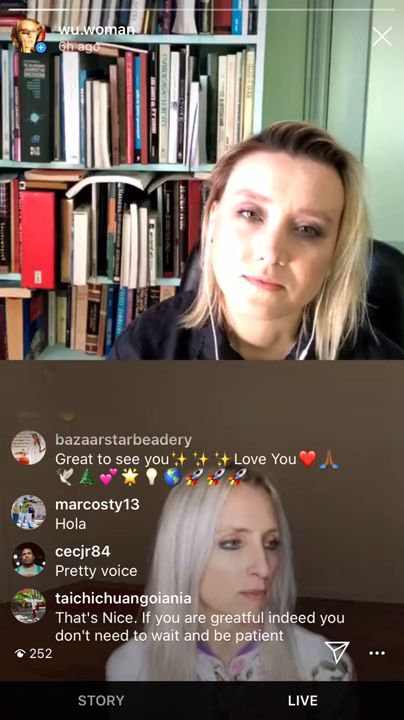 wu.woman
6h ago
bazaarstarbeadery
Great to see you✨✨✨Love You❤️🙏🏾
🕊🎄💕🌟💡🌎🚀🚀🚀
marcosty13
Hola
cecjr84
Pretty voice
taichichuangoiania
That's Nice. If you are greatful indeed you
don't need to wait and be patient
252
STORY
LIVE